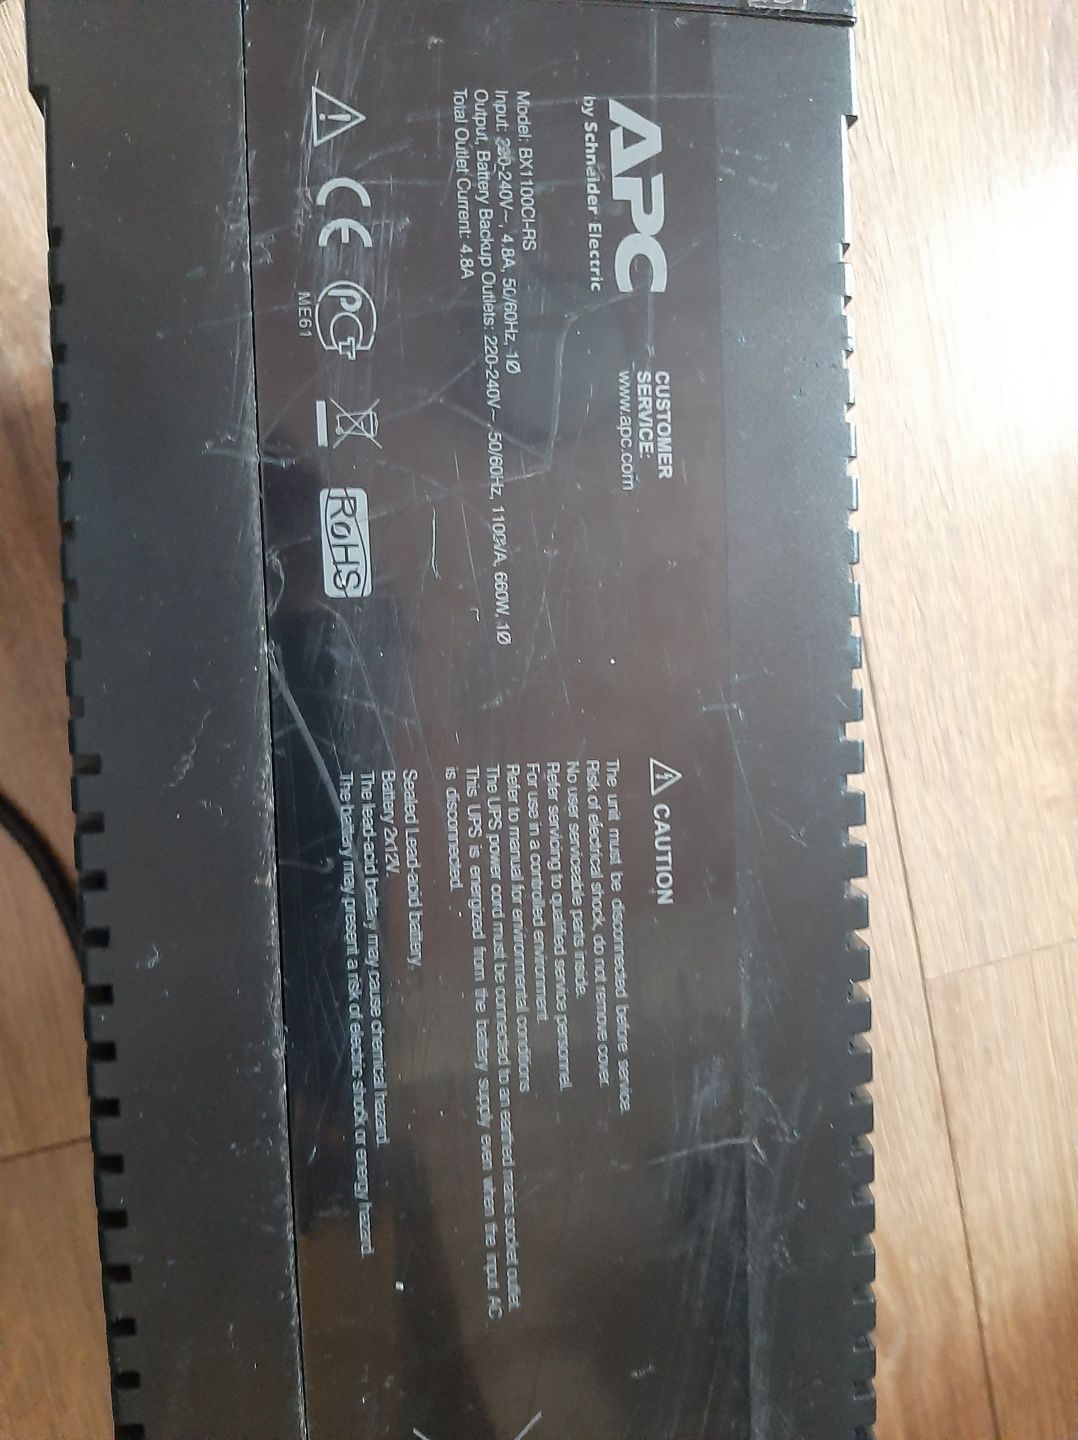 APC
by Schneider Electric
CUSTOMER
SERVICE:
www.apc.com
Model: BX1100CI-RS
Input: 220-240V~, 4.8A, 50/60Hz, 1Ø
Output, Battery Backup Outlets: 220-240V~, 50/60Hz, 1100VA, 660W, 1Ø
Total Outlet Current: 4.8A
CE
РСТ
ME61
RoHS
CAUTION
The unit must be disconnected before service.
Risk of electrical shock, do not remove cover.
No user serviceable parts inside.
Refer servicing to qualified service personnel.
For use in a controlled environment.
Refer to manual for environmental conditions
The UPS power cord must be connected to an earthed mains socket outlet.
This UPS is energized from the battery supply even when the input AC
is disconnected.
Sealed Lead-acid battery.
Battery 2x12V.
The lead-acid battery may cause chemical hazard.
The battery may present a risk of electric shock or energy hazard.